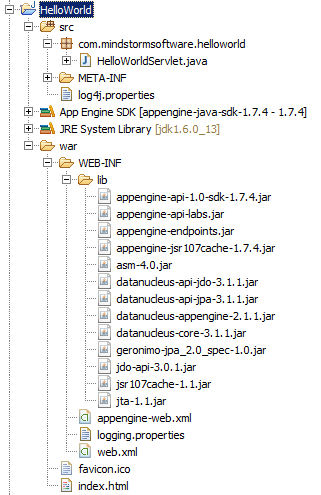 HelloWorld
src
com.mindstormsoftware.helloworld
HelloWorldServlet.java
META-INF
log4j.properties
App Engine SDK [appengine-java-sdk-1.7.4 - 1.7.4]
JRE System Library [jdk1.6.0_13]
war
WEB-INF
lib
appengine-api-1.0-sdk-1.7.4.jar
appengine-api-labs.jar
appengine-endpoints.jar
appengine-jsr107cache-1.7.4.jar
asm-4.0.jar
datanucleus-api-jdo-3.1.1.jar
datanucleus-api-jpa-3.1.1.jar
datanucleus-appengine-2.1.1.jar
datanucleus-core-3.1.1.jar
geronimo-jpa_2.0_spec-1.0.jar
jdo-api-3.0.1.jar
jsr107cache-1.1.jar
jta-1.1.jar
appengine-web.xml
logging.properties
web.xml
favicon.ico
index.html